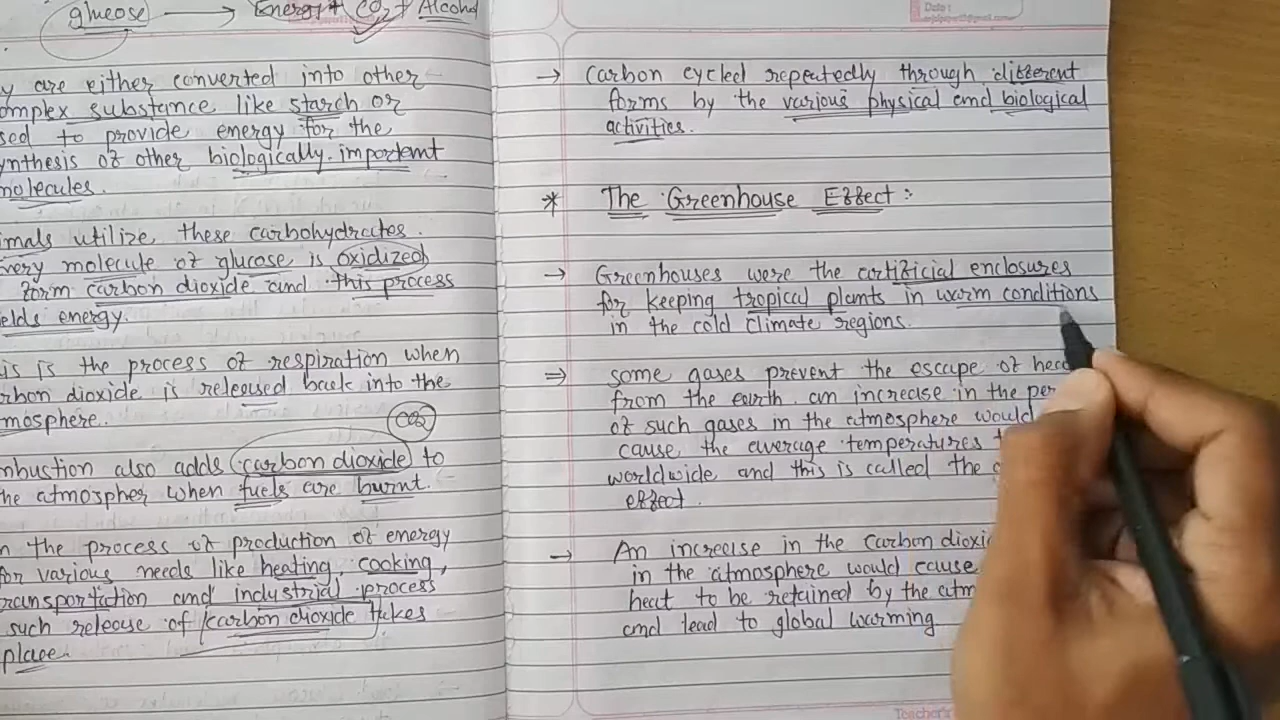 glucose → Energy + CO2 + Alcohol
y are either converted into other
omplex substance like starch or
sed to provide energy for the
ynthesis of other biologically important
molecules.
imals utilize these carbohydrates.
very molecule of glucose is oxidized
form carbon dioxide and this process
elds energy.
is is the process of respiration when
rbon dioxide is released back into the
mosphere.
CO2
mbustion also adds carbon dioxide to
he atmospher when fuels are burnt.
n the process of production of energy
for various needs like heating cooking,
ransportation and industrial process
such release of carbon dioxide takes
place.
Date :
→ Carbon cycled repeatedly through different
forms by the various physical and biological
activities.
* The Greenhouse Effect :
→ Greenhouses were the artificial enclosures
for keeping tropical plants in warm conditions
in the cold climate regions.
⇒ some gases prevent the escape of hea
from the earth. an increase in the per
of such gases in the atmosphere would
cause the average temperatures t
worldwide and this is called the g
effect.
→ An increase in the carbon dioxi
in the atmosphere would cause
heat to be retained by the atm
and lead to global warming